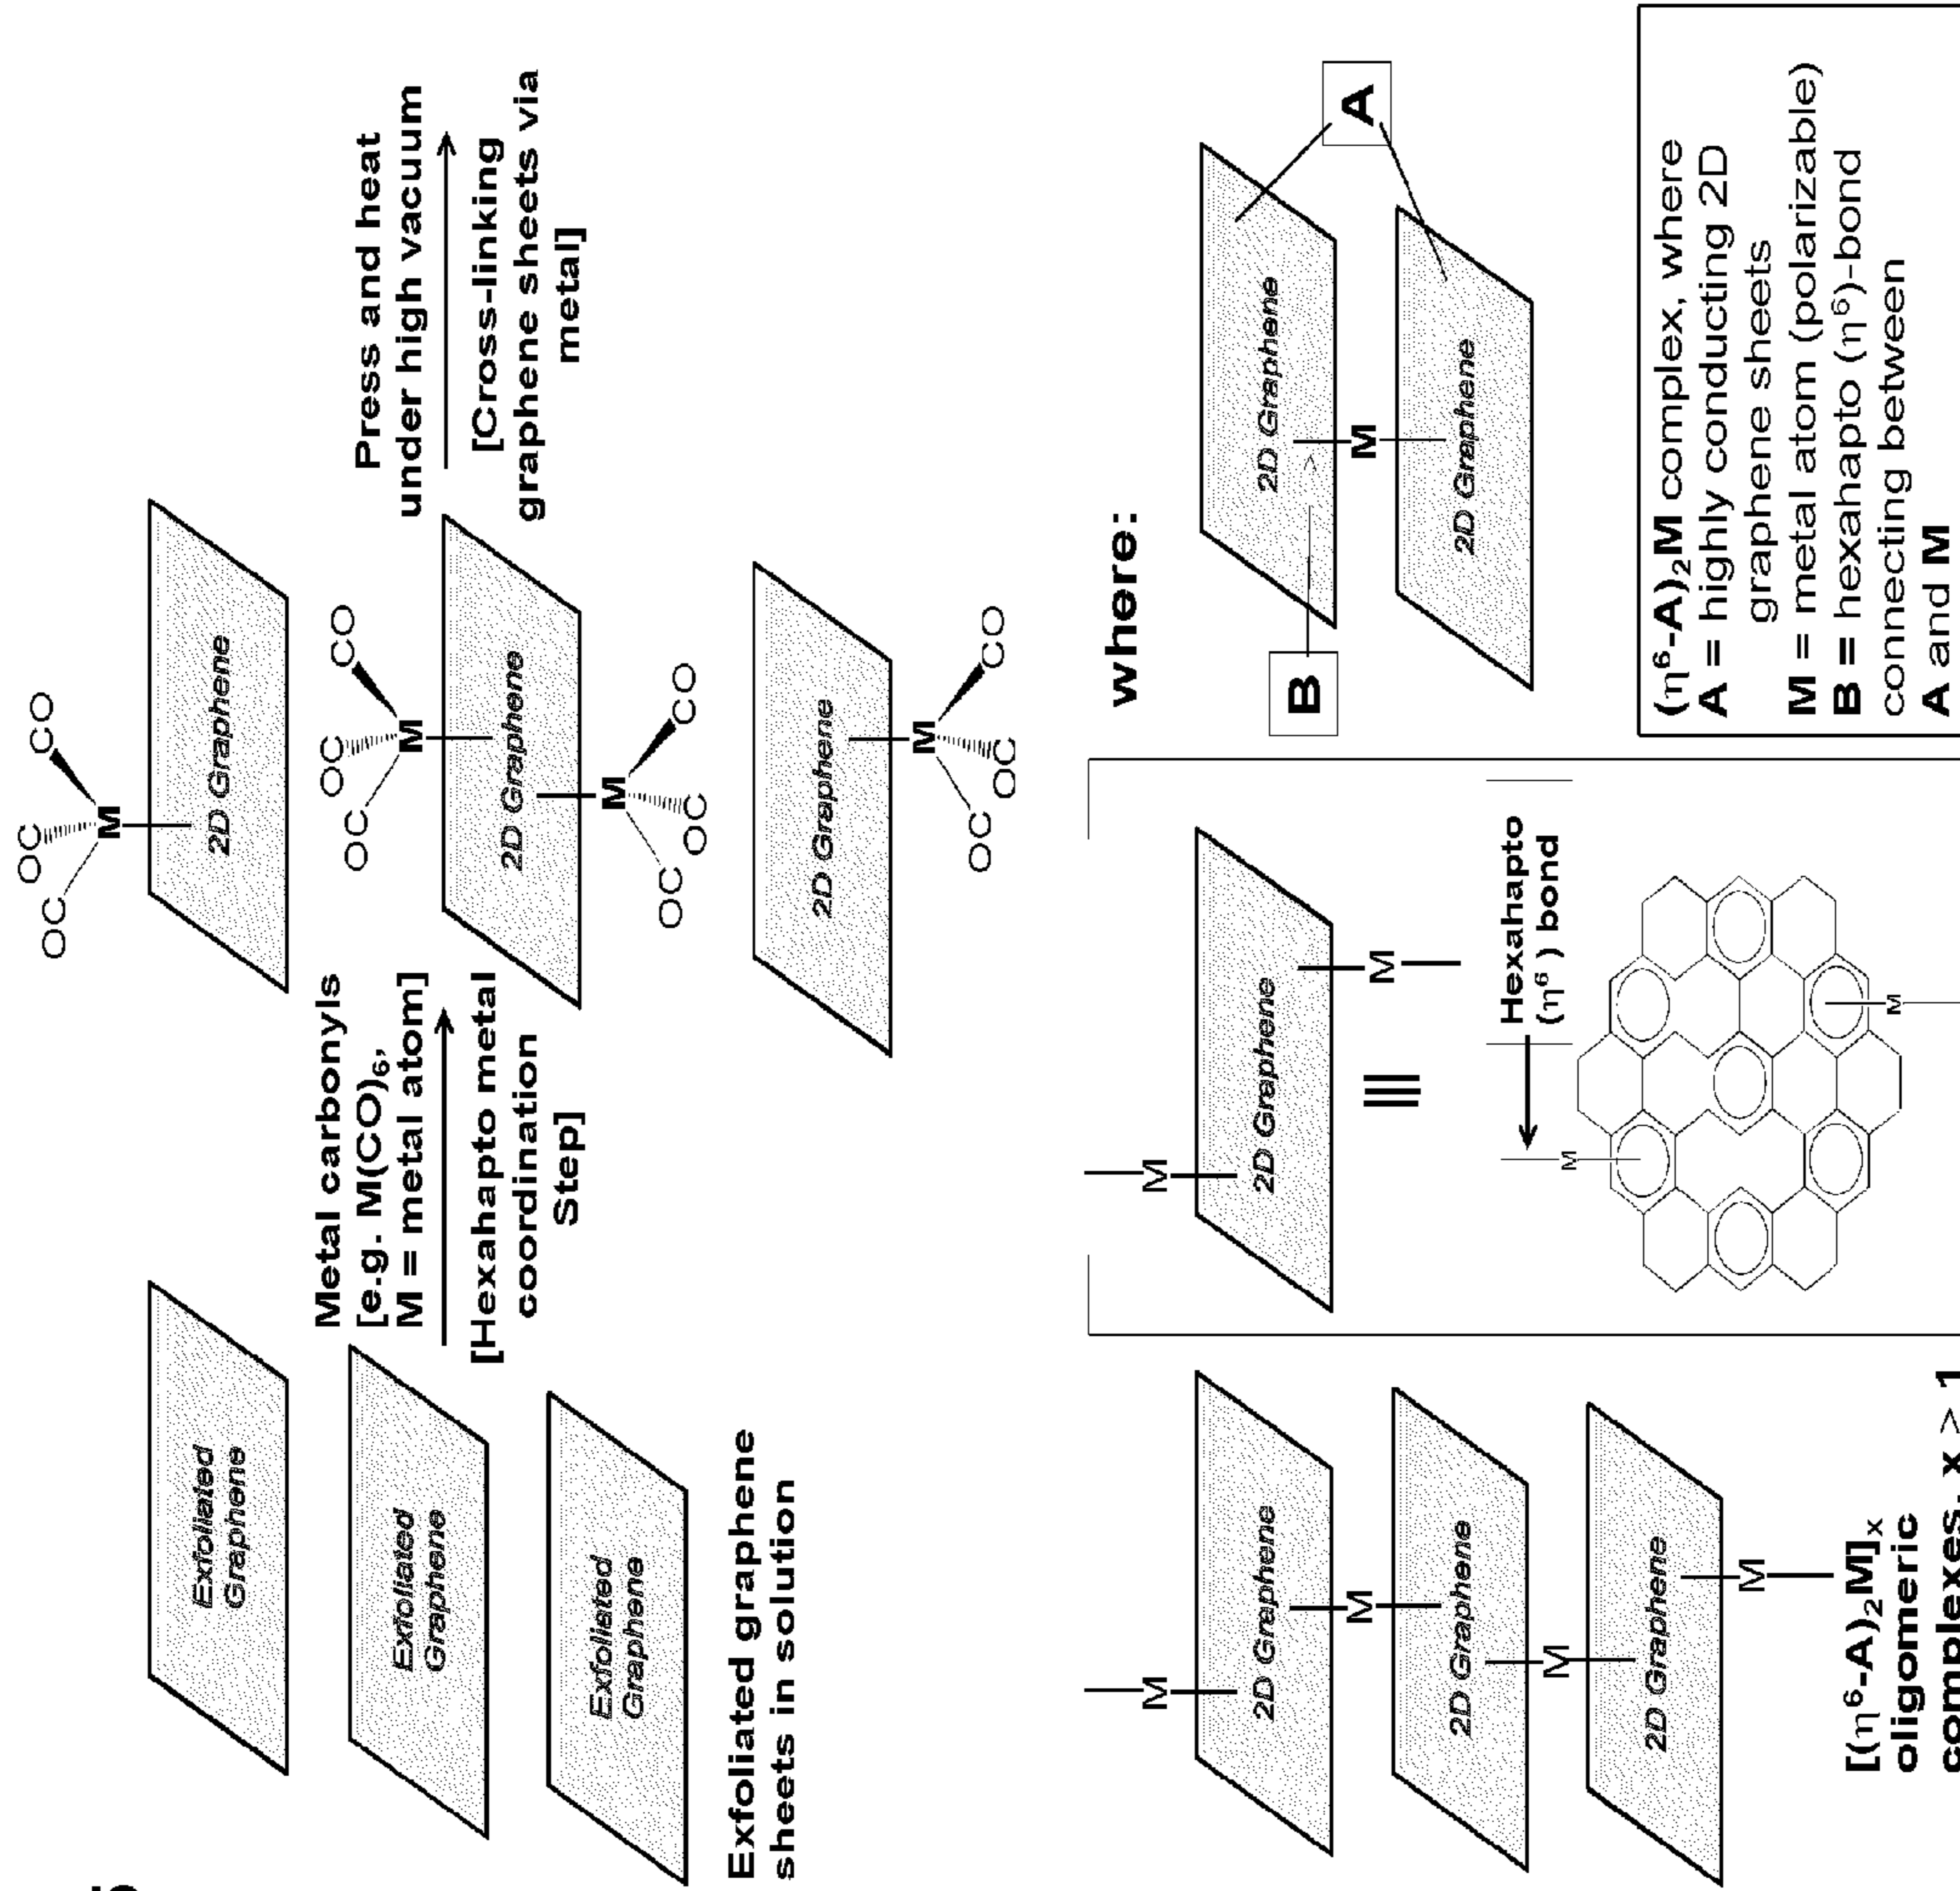 Exfoliated
Graphene
Exfoliated
Graphene
Exfoliated
Graphene
Exfoliated graphene
sheets in solution
Metal carbonyls
[e.g. M(CO)₆,
M = metal atom]
[Hexahapto metal
coordination
Step]
OC
OC
CO
M
2D Graphene
OC
OC
CO
M
2D Graphene
M
OC
OC
CO
2D Graphene
M
OC
OC
CO
Press and heat
under high vacuum
[Cross-linking
graphene sheets via
metal]
M
2D Graphene
M
2D Graphene
M
2D Graphene
M
[(η⁶-A)₂M]ₓ
oligomeric
complexes, x > 1
M
2D Graphene
M
Hexahapto
(η⁶) bond
M
M
where:
B
A
2D Graphene
M
2D Graphene
(η⁶-A)₂M complex, where
A = highly conducting 2D
graphene sheets
M = metal atom (polarizable)
B = hexahapto (η⁶)-bond
connecting between
A and M